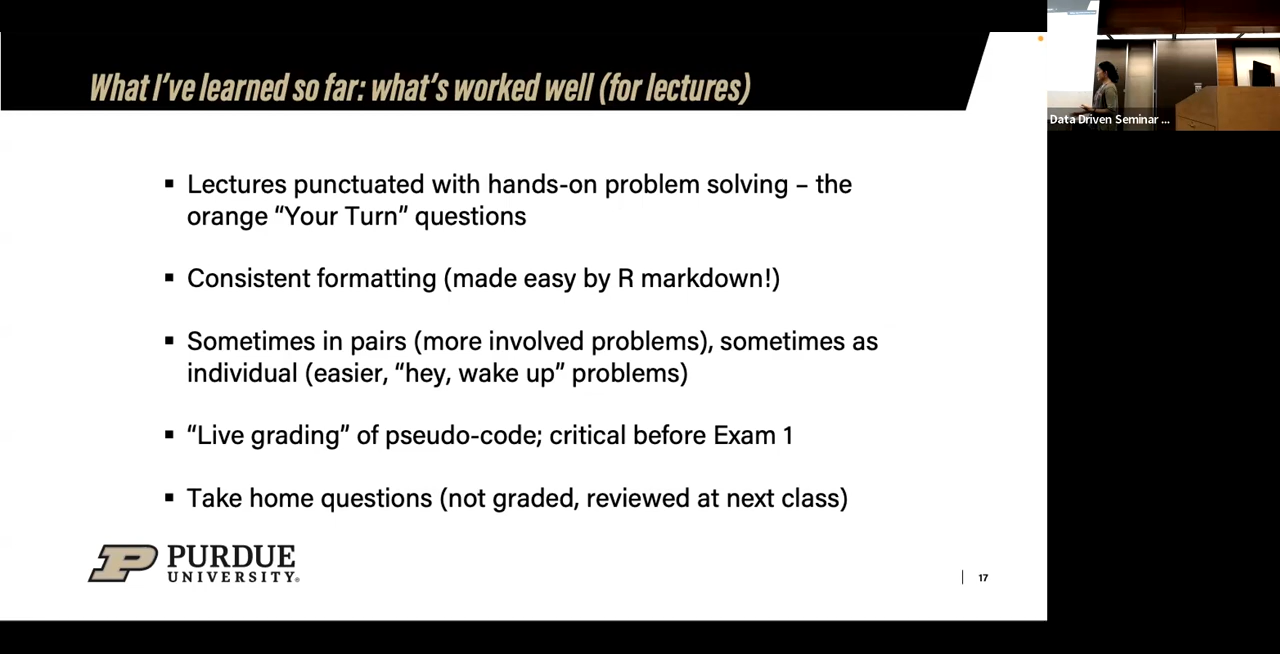 What I've learned so far: what's worked well (for lectures)
Data Driven Seminar ...
▪ Lectures punctuated with hands-on problem solving – the
orange “Your Turn” questions
▪ Consistent formatting (made easy by R markdown!)
▪ Sometimes in pairs (more involved problems), sometimes as
individual (easier, “hey, wake up” problems)
▪ “Live grading” of pseudo-code; critical before Exam 1
▪ Take home questions (not graded, reviewed at next class)
PURDUE
UNIVERSITY®
17